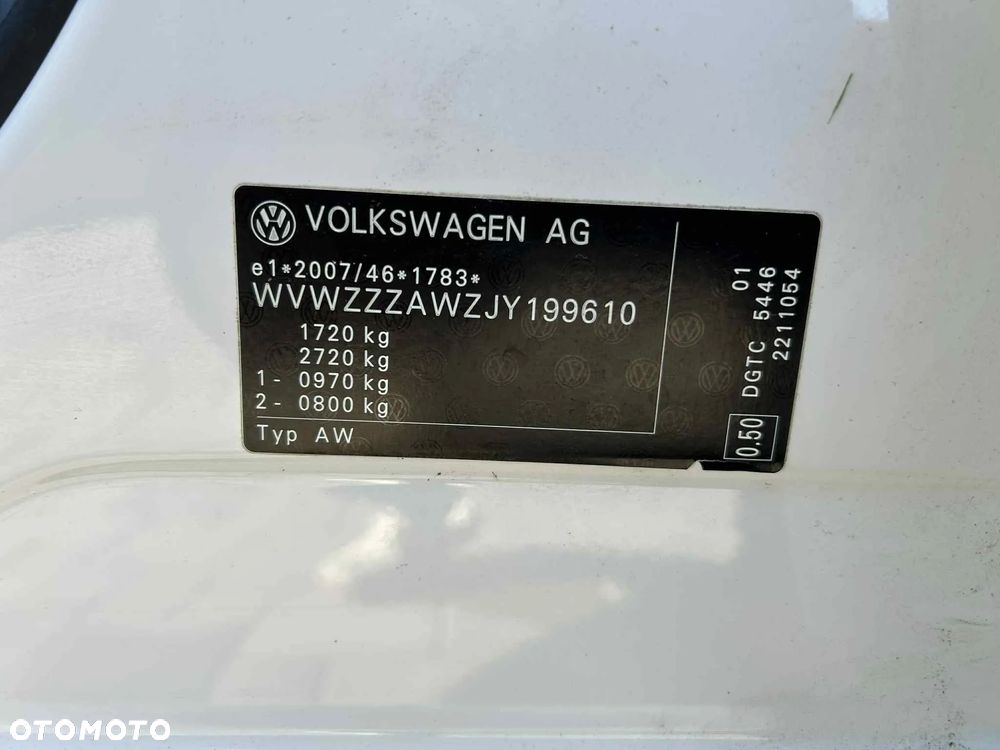 VOLKSWAGEN AG
e1*2007/46*1783*
WVWZZZAWZJY199610
1720 kg
2720 kg
1- 0970 kg
2- 0800 kg
Typ AW
01
DGTC 5446
2211054
0.50
OTOMOTO